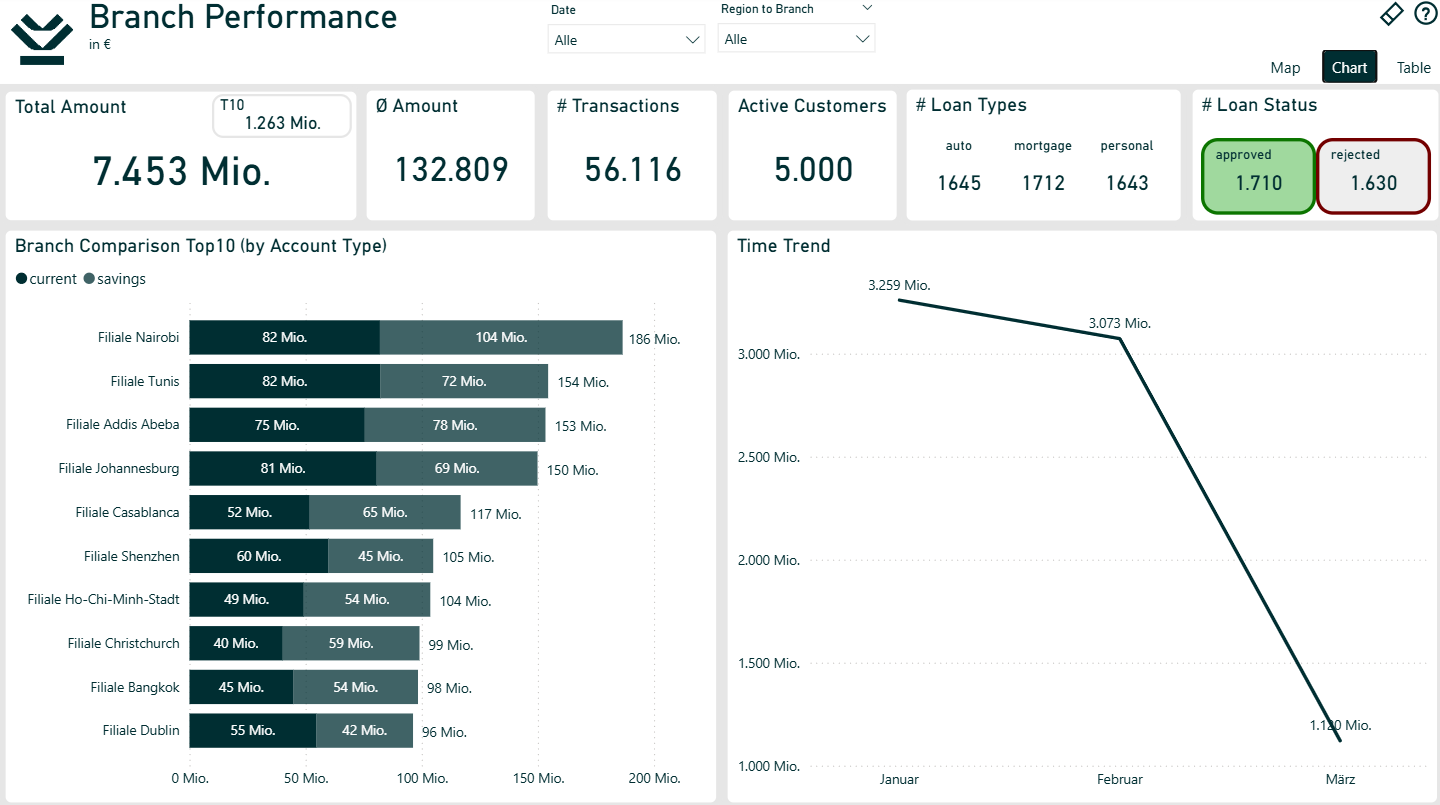 Branch Performance
in €
Date
Alle
Region to Branch
Alle
Map
Chart
Table
Total Amount
T10
1.263 Mio.
7.453 Mio.
Ø Amount
132.809
# Transactions
56.116
Active Customers
5.000
# Loan Types
auto mortgage personal
1645 1712 1643
# Loan Status
approved
1.710
rejected
1.630
Branch Comparison Top10 (by Account Type)
current savings
Filiale Nairobi 82 Mio. 104 Mio. 186 Mio.
Filiale Tunis 82 Mio. 72 Mio. 154 Mio.
Filiale Addis Abeba 75 Mio. 78 Mio. 153 Mio.
Filiale Johannesburg 81 Mio. 69 Mio. 150 Mio.
Filiale Casablanca 52 Mio. 65 Mio. 117 Mio.
Filiale Shenzhen 60 Mio. 45 Mio. 105 Mio.
Filiale Ho-Chi-Minh-Stadt 49 Mio. 54 Mio. 104 Mio.
Filiale Christchurch 40 Mio. 59 Mio. 99 Mio.
Filiale Bangkok 45 Mio. 54 Mio. 98 Mio.
Filiale Dublin 55 Mio. 42 Mio. 96 Mio.
0 Mio. 50 Mio. 100 Mio. 150 Mio. 200 Mio.
Time Trend
3.259 Mio.
3.073 Mio.
3.000 Mio.
2.500 Mio.
2.000 Mio.
1.500 Mio.
1.120 Mio.
1.000 Mio.
Januar Februar März